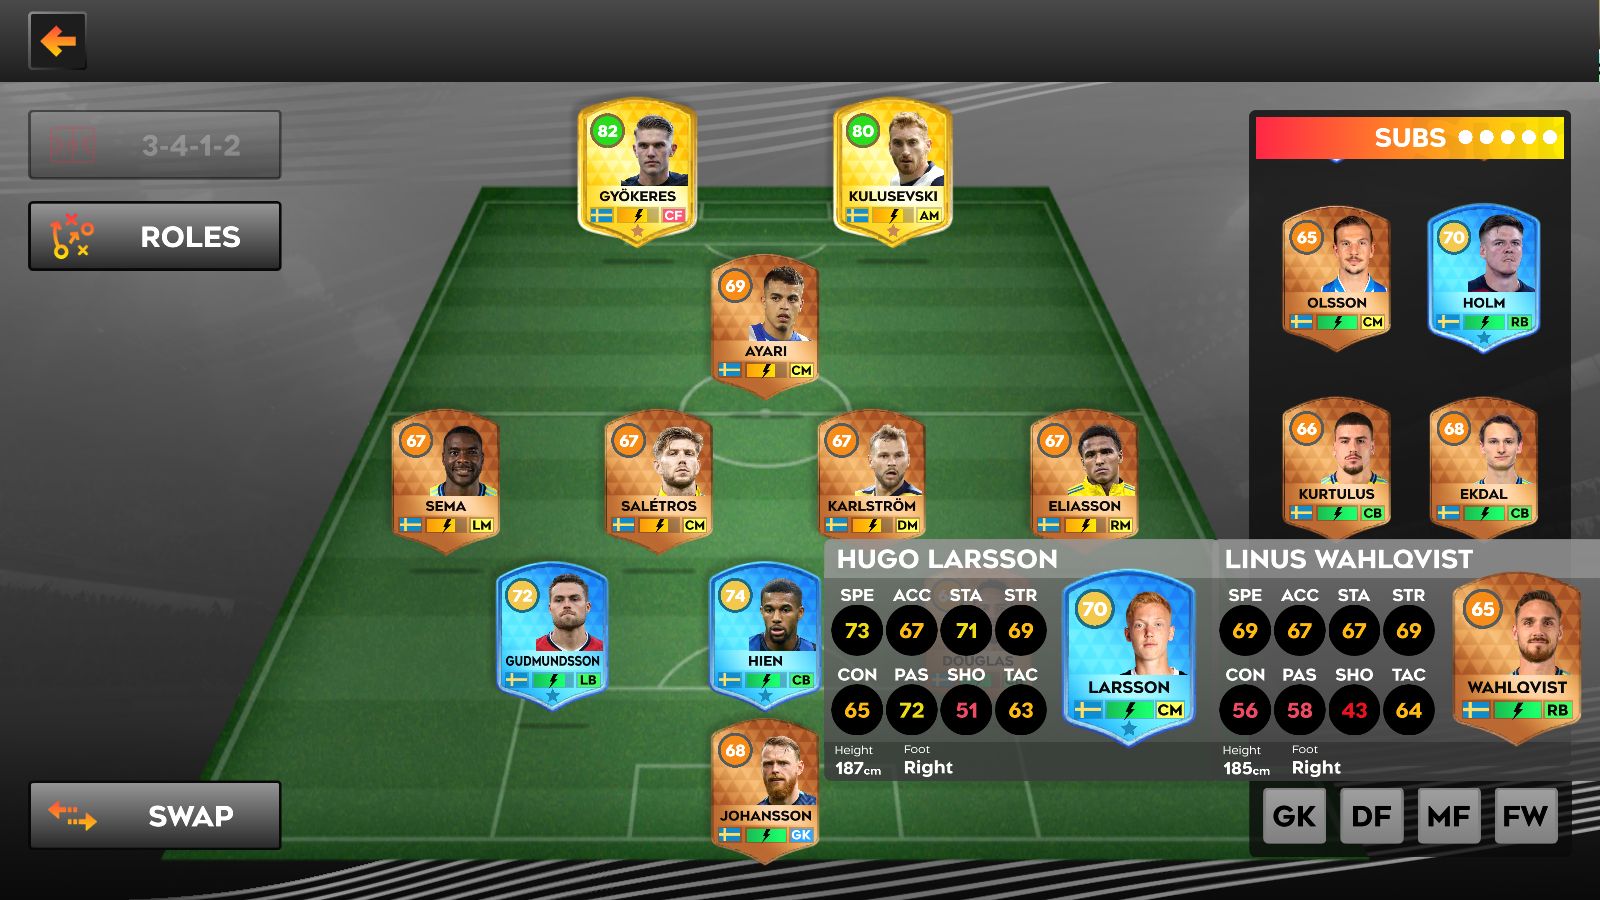 3-4-1-2
ROLES
SWAP
82
GYÖKERES
CF
80
KULUSEVSKI
AM
69
AYARI
CM
67
SEMA
LM
67
SALÉTROS
CM
67
KARLSTRÖM
DM
67
ELIASSON
RM
72
GUDMUNDSSON
LB
74
HIEN
CB
DOUGLAS
68
JOHANSSON
GK
SUBS
65
OLSSON
CM
70
HOLM
RB
66
KURTULUS
CB
68
EKDAL
CB
HUGO LARSSON
SPE ACC STA STR
73 67 71 69
CON PAS SHO TAC
65 72 51 63
Height Foot
187cm Right
70
LARSSON
CM
LINUS WAHLQVIST
SPE ACC STA STR
69 67 67 69
CON PAS SHO TAC
56 58 43 64
Height Foot
185cm Right
65
WAHLQVIST
RB
GK DF MF FW